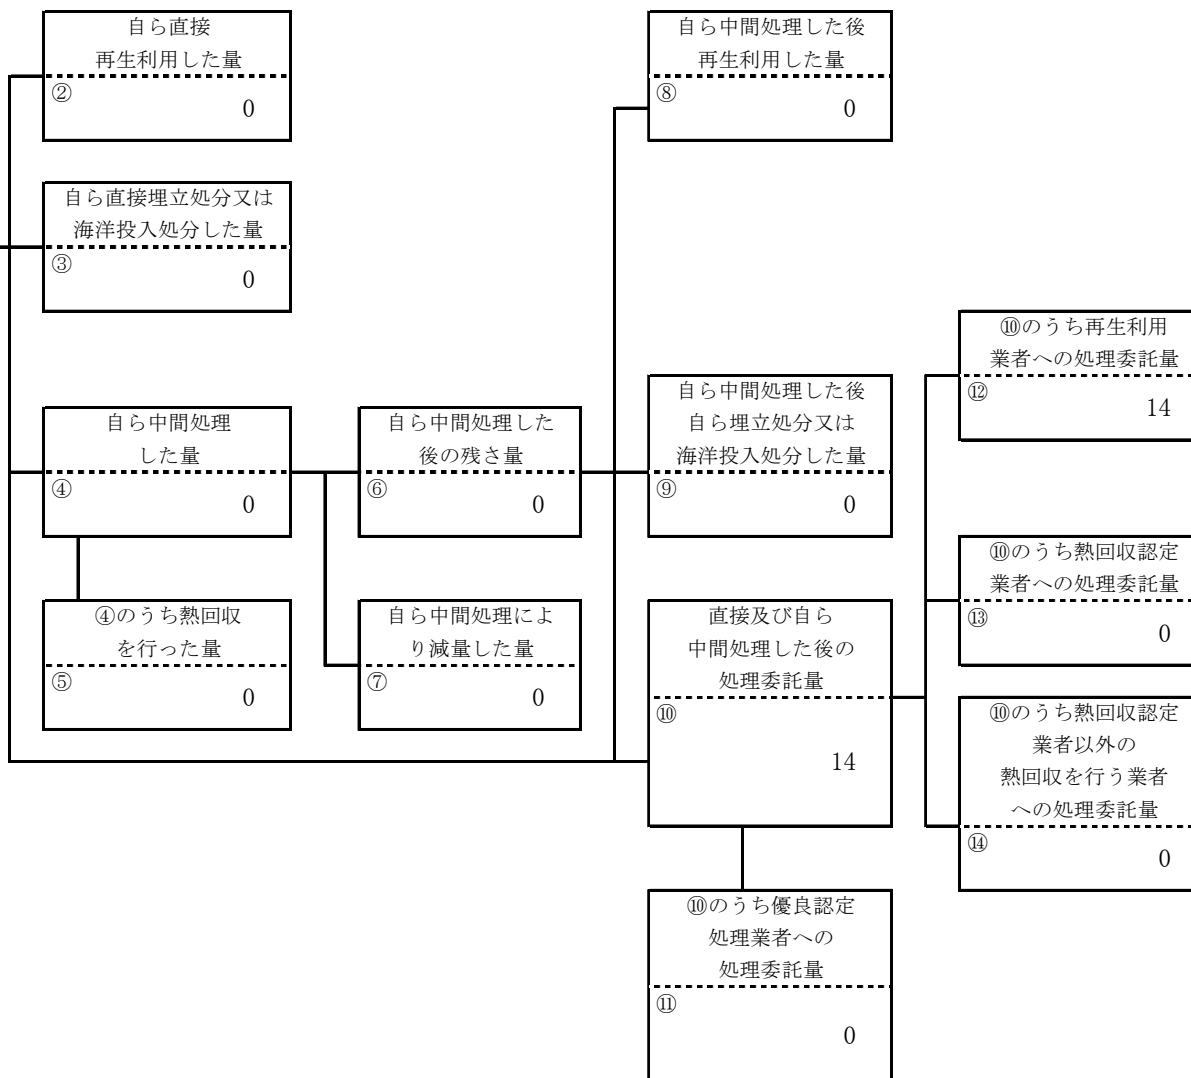 自ら直接
再生利用した量
②
0
自ら直接埋立処分又は
海洋投入処分した量
③
0
自ら中間処理
した量
④
0
④のうち熱回収
を行った量
⑤
0
自ら中間処理した
後の残さ量
⑥
0
自ら中間処理によ
り減量した量
⑦
0
自ら中間処理した後
再生利用した量
⑧
0
自ら中間処理した後
自ら埋立処分又は
海洋投入処分した量
⑨
0
直接及び自ら
中間処理した後の
処理委託量
⑩
14
⑩のうち優良認定
処理業者への
処理委託量
⑪
0
⑩のうち再生利用
業者への処理委託量
⑫
14
⑩のうち熱回収認定
業者への処理委託量
⑬
0
⑩のうち熱回収認定
業者以外の
熱回収を行う業者
への処理委託量
⑭
0